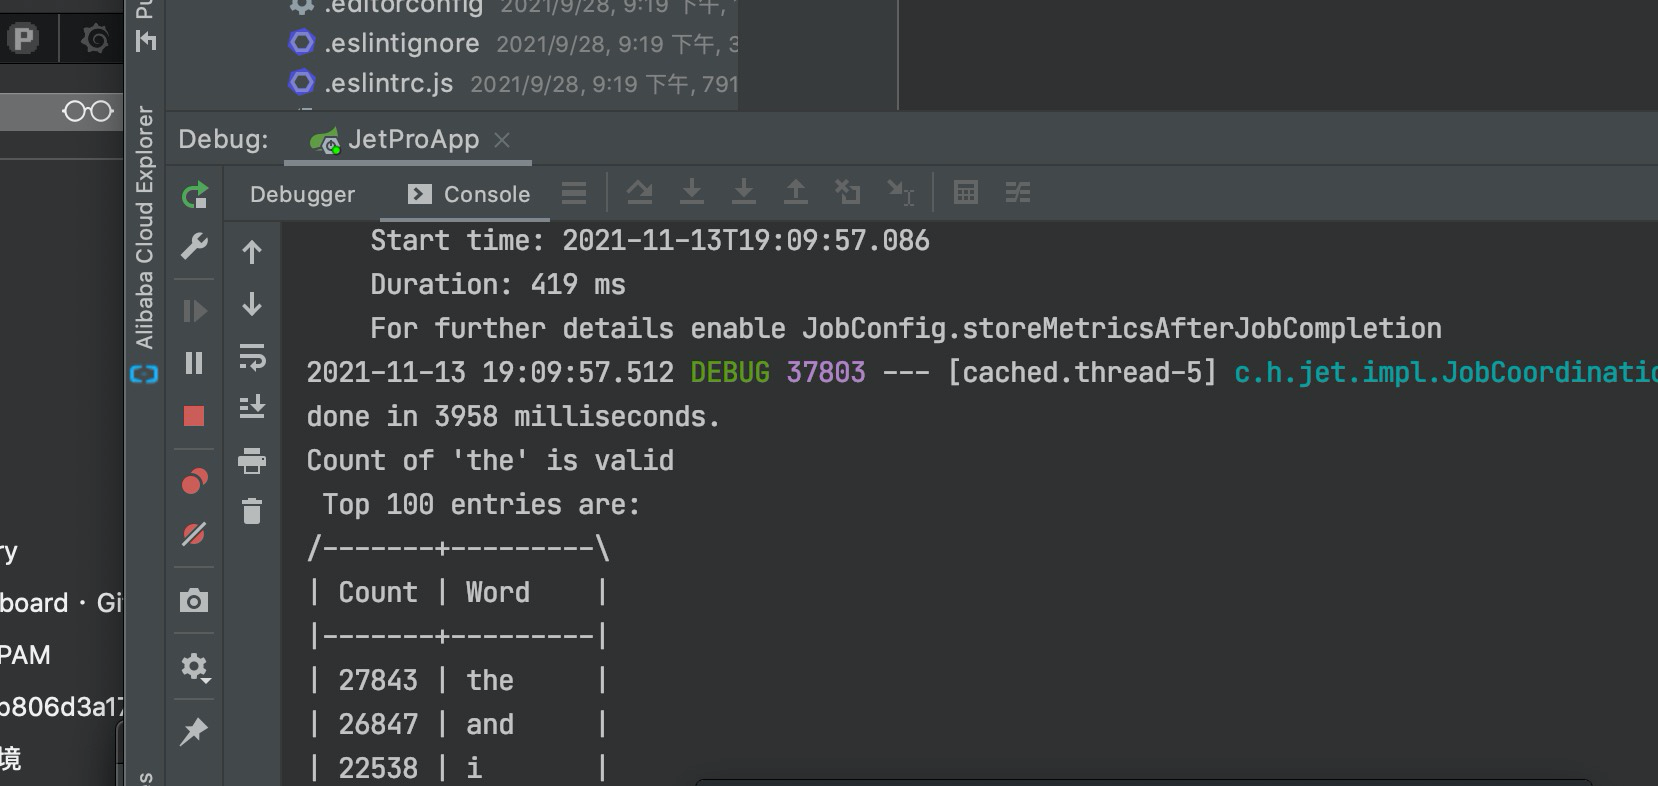 P
.editorconfig 2021/9/28, 9:19 下午,
.eslintignore 2021/9/28, 9:19 下午, 3
.eslintrc.js 2021/9/28, 9:19 下午, 791
Alibaba Cloud Explorer
Debug: JetProApp
Debugger Console
Start time: 2021-11-13T19:09:57.086
Duration: 419 ms
For further details enable JobConfig.storeMetricsAfterJobCompletion
2021-11-13 19:09:57.512 DEBUG 37803 --- [cached.thread-5] c.h.jet.impl.JobCoordinatio
done in 3958 milliseconds.
Count of 'the' is valid
Top 100 entries are:
/-------+---------\
| Count | Word |
|-------+---------|
| 27843 | the |
| 26847 | and |
| 22538 | i |
ry
board · Gi
PAM
b806d3a17
境